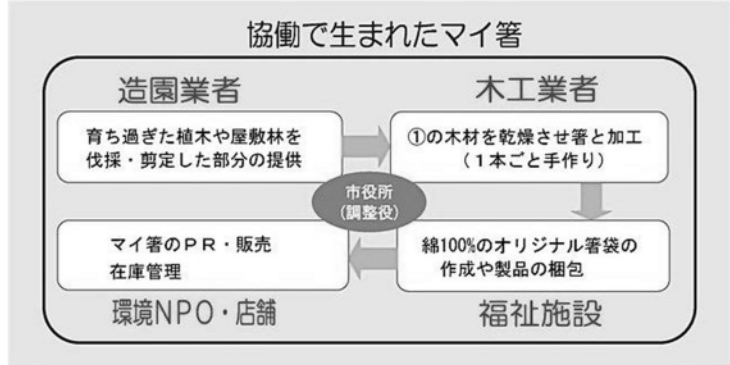 協働で生まれたマイ箸
造園業者
育ち過ぎた植木や屋敷林を
伐採・剪定した部分の提供
木工業者
①の木材を乾燥させ箸と加工
(1本ごと手作り)
市役所
(調整役)
綿100%のオリジナル箸袋の
作成や製品の梱包
福祉施設
マイ箸のPR・販売
在庫管理
環境NPO・店舗